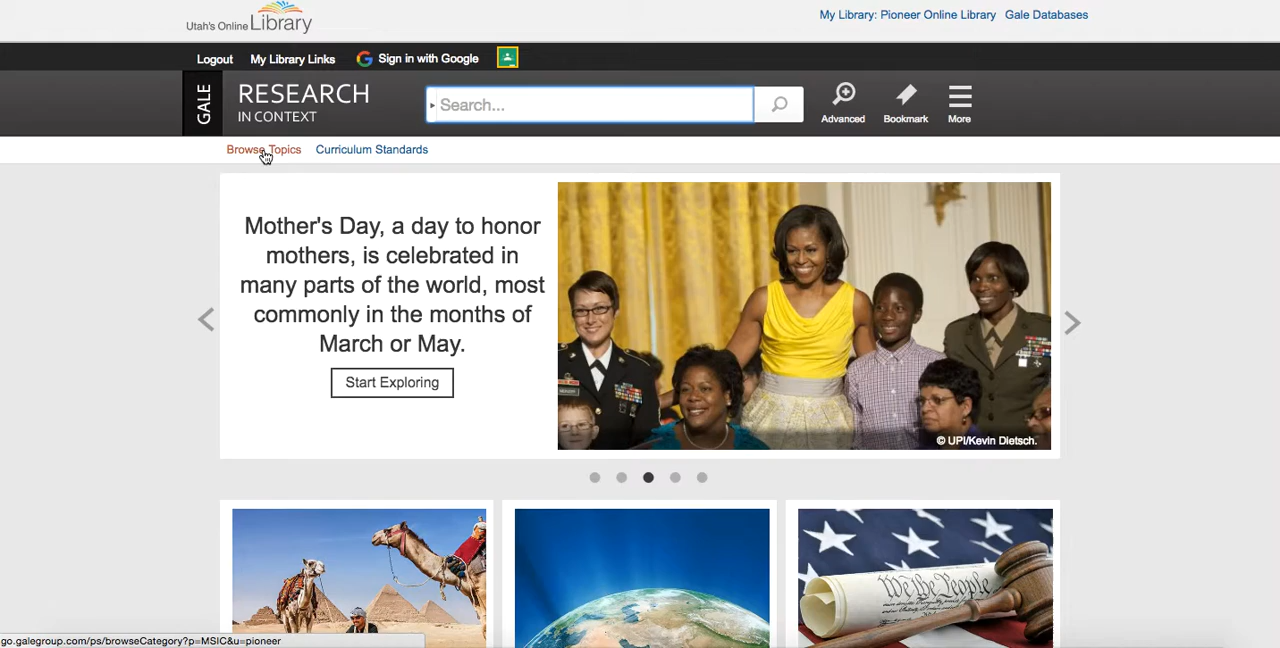 Utah's Online Library
My Library: Pioneer Online Library Gale Databases
Logout My Library Links Sign in with Google
GALE
RESEARCH
IN CONTEXT
Search...
Advanced Bookmark More
Browse Topics Curriculum Standards
Mother's Day, a day to honor
mothers, is celebrated in
many parts of the world, most
commonly in the months of
March or May.
Start Exploring
© UPI/Kevin Dietsch.
We the People
go.galegroup.com/ps/browseCategory?p=MSIC&u=pioneer